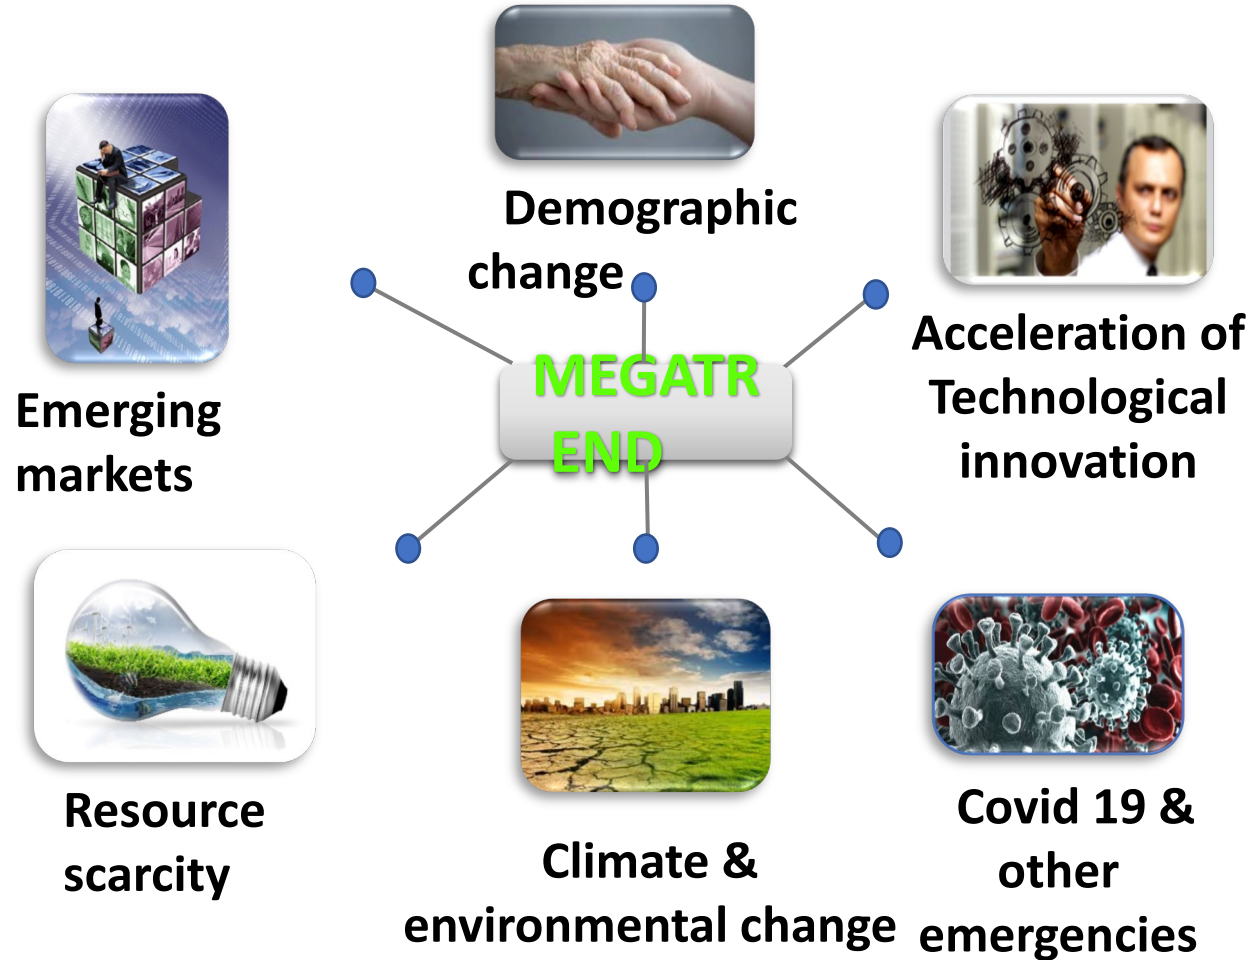 Demographic
change
Emerging
markets
Acceleration of
Technological
innovation
MEGATR
END
Resource
scarcity
Climate &
environmental change
Covid 19 &
other
emergencies